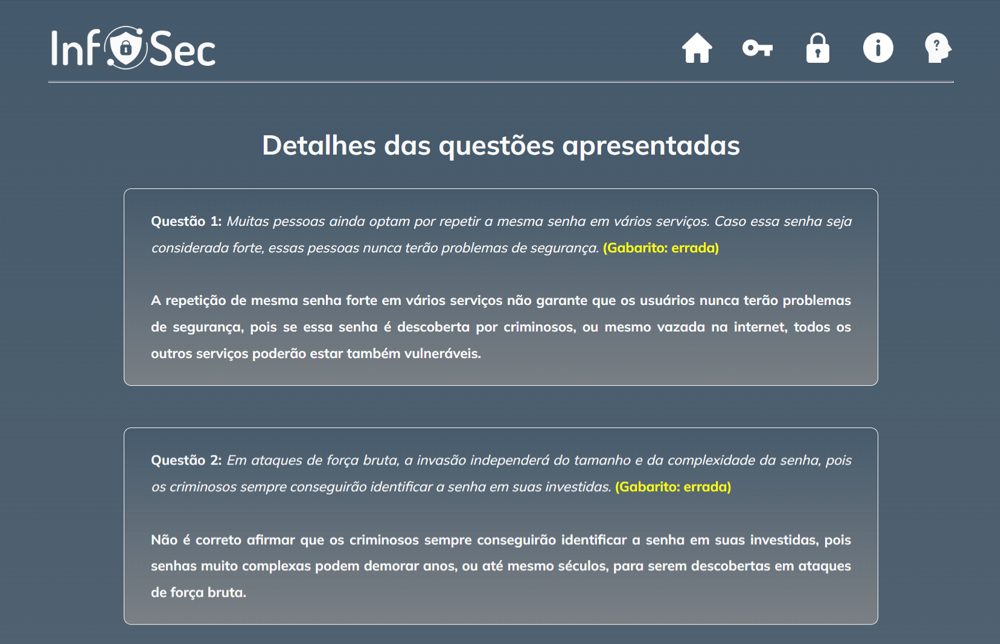 InfoSec
Detalhes das questões apresentadas
Questão 1: Muitas pessoas ainda optam por repetir a mesma senha em vários serviços. Caso essa senha seja
considerada forte, essas pessoas nunca terão problemas de segurança. (Gabarito: errada)
A repetição de mesma senha forte em vários serviços não garante que os usuários nunca terão problemas
de segurança, pois se essa senha é descoberta por criminosos, ou mesmo vazada na internet, todos os
outros serviços poderão estar também vulneráveis.
Questão 2: Em ataques de força bruta, a invasão independerá do tamanho e da complexidade da senha, pois
os criminosos sempre conseguirão identificar a senha em suas investidas. (Gabarito: errada)
Não é correto afirmar que os criminosos sempre conseguirão identificar a senha em suas investidas, pois
senhas muito complexas podem demorar anos, ou até mesmo séculos, para serem descobertas em ataques
de força bruta.